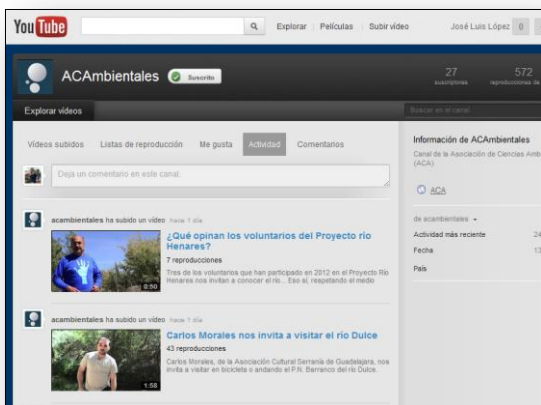 YouTube
Explorar | Películas | Subir vídeo
José Luis López 0
ACAmbientales Suscrito
27
suscriptores
572
reproducciones de
Explorar vídeos
Buscar en el canal
Vídeos subidos Listas de reproducción Me gusta Actividad Comentarios
Deja un comentario en este canal.
acambientales ha subido un vídeo hace 1 día
¿Qué opinan los voluntarios del Proyecto río
Henares?
7 reproducciones
Tres de los voluntarios que han participado en 2012 en el Proyecto Río
Henares nos invitan a conocer el río... Eso sí, respetando el medio
0:50
acambientales ha subido un vídeo hace 1 día
Carlos Morales nos invita a visitar el río Dulce
43 reproducciones
Carlos Morales, de la Asociación Cultural Serranía de Guadalajara, nos
invita a visitar en bicicleta o andando el P.N. Barranco del río Dulce.
1:58
Información de ACAmbientales
Canal de la Asociación de Ciencias Amb
(ACA)
ACA
de acambientales
Actividad más reciente 24
Fecha 13
País